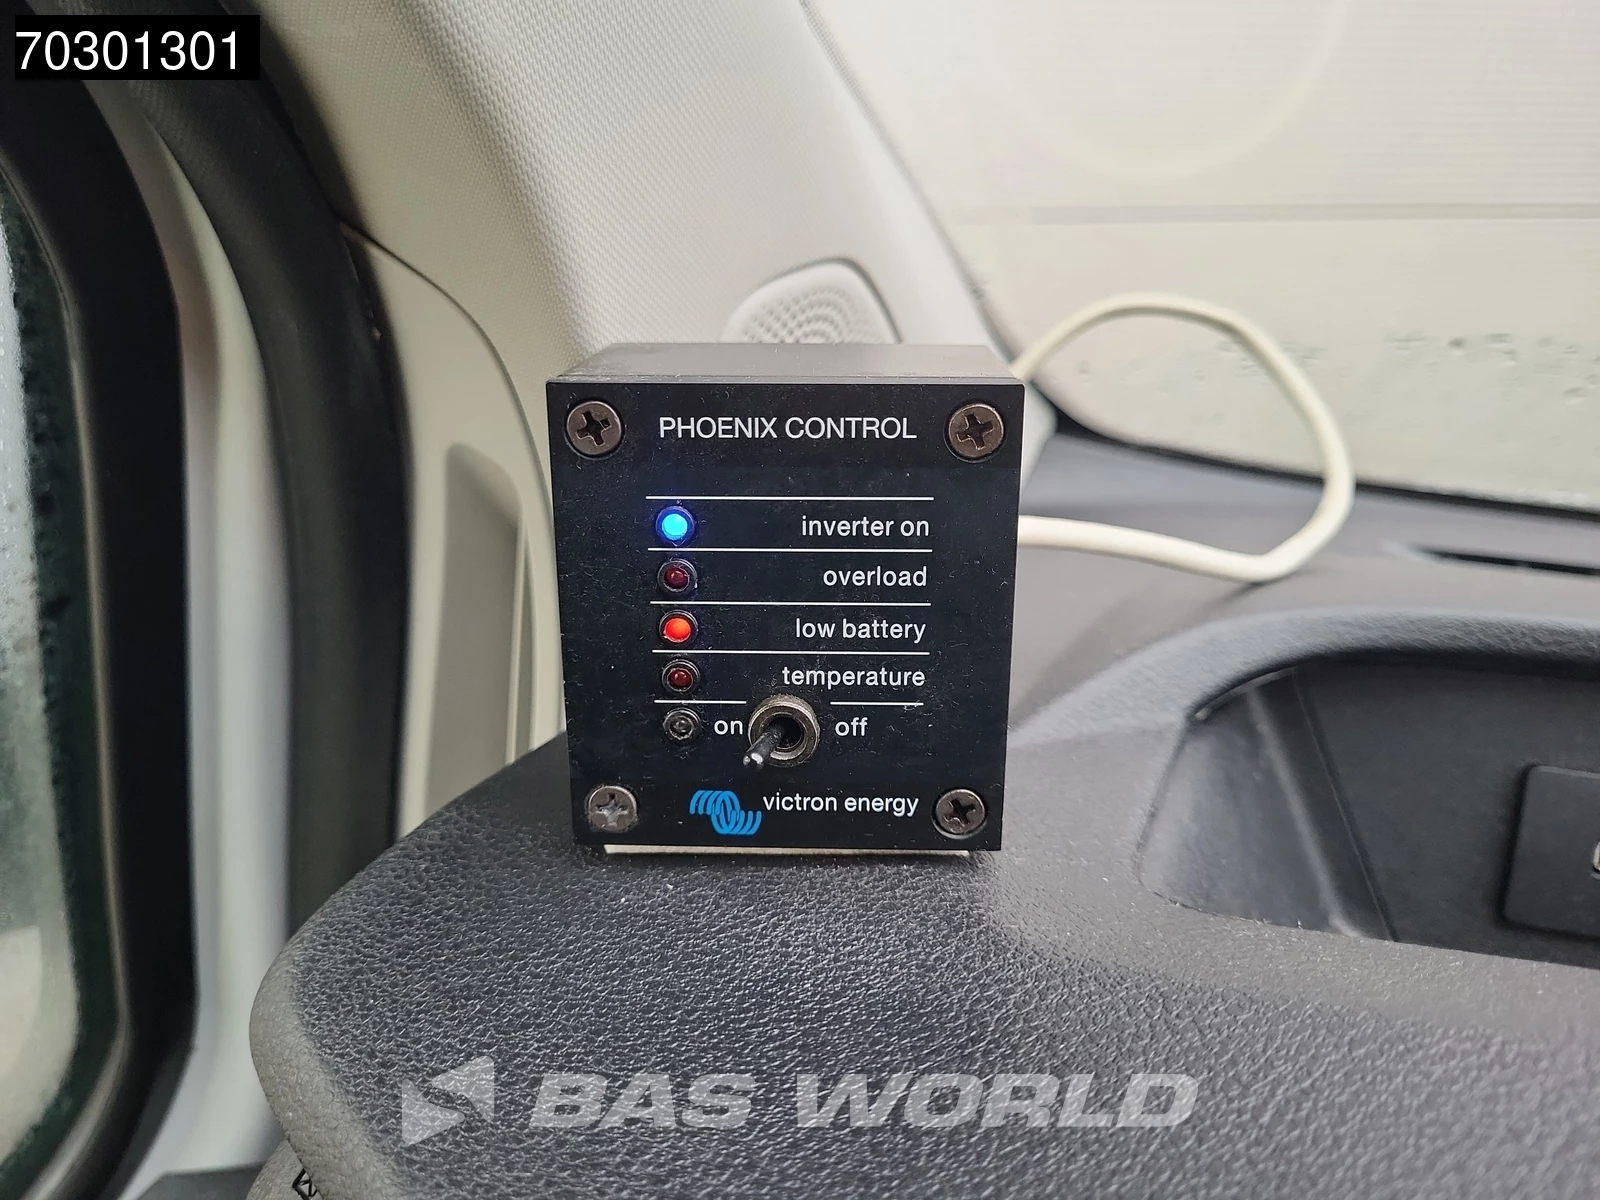 70301301
PHOENIX CONTROL
inverter on
overload
low battery
temperature
on off
victron energy
BAS WORLD